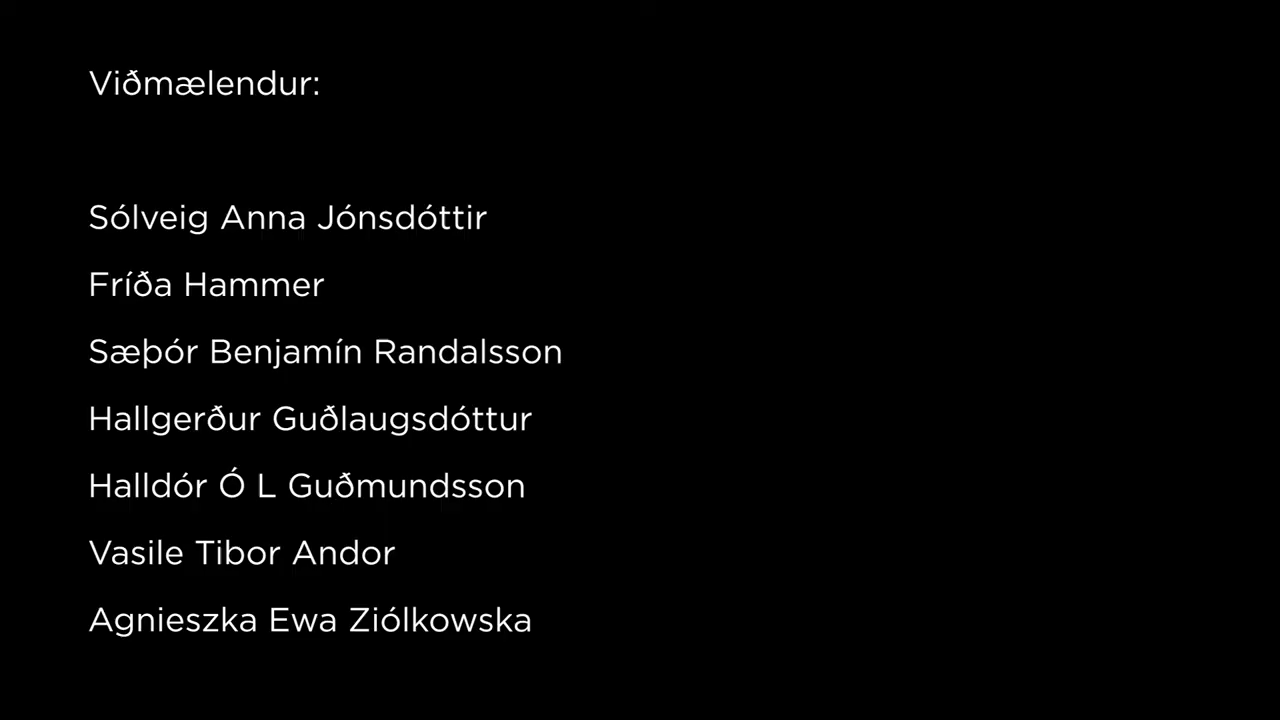 Viðmælendur:
Sólveig Anna Jónsdóttir
Fríða Hammer
Sæþór Benjamín Randalsson
Hallgerður Guðlaugsdóttur
Halldór Ó L Guðmundsson
Vasile Tibor Andor
Agnieszka Ewa Ziólkowska